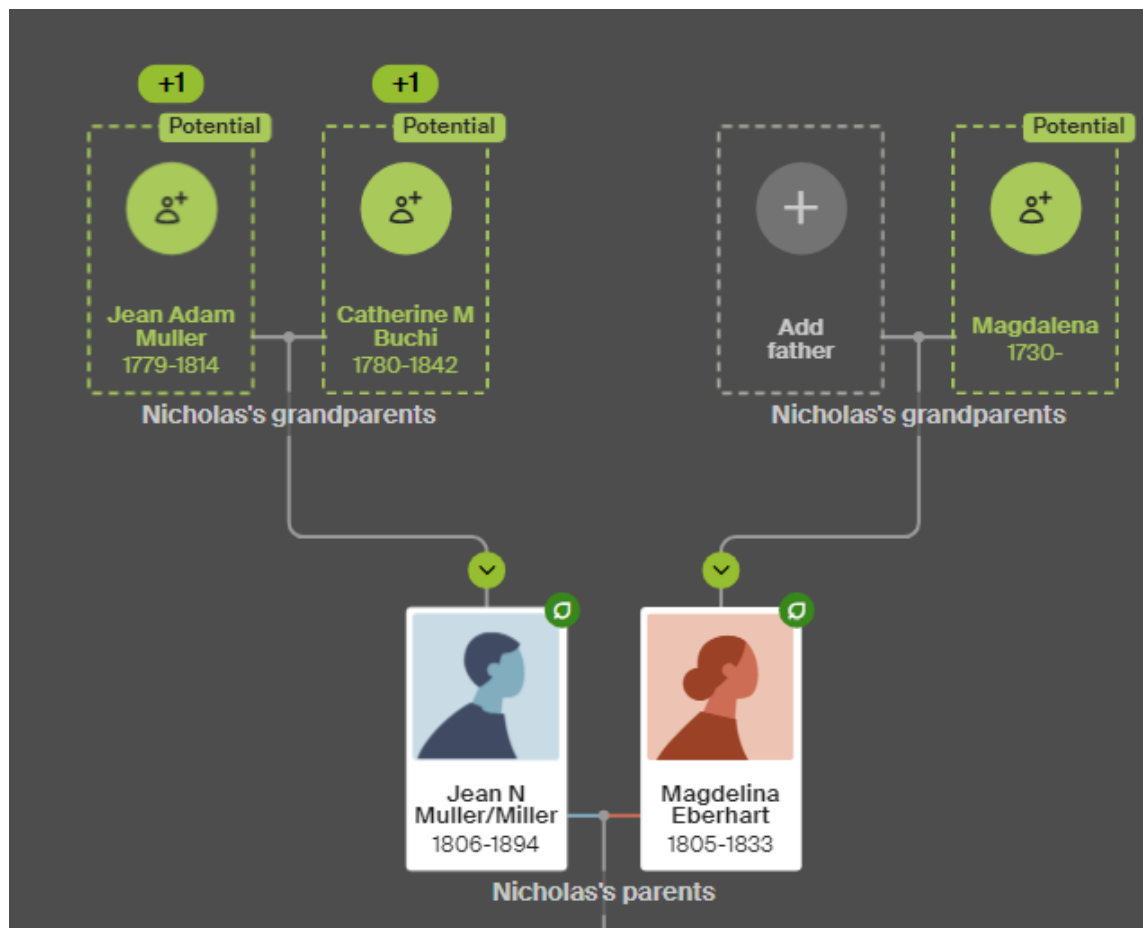 +1
+1
Potential
Potential
Potential
Jean Adam
Muller
1779-1814
Catherine M
Buchi
1780-1842
Add
father
Magdalena
1730-
Nicholas's grandparents
Nicholas's grandparents
Jean N
Muller/Miller
1806-1894
Magdelina
Eberhart
1805-1833
Nicholas's parents